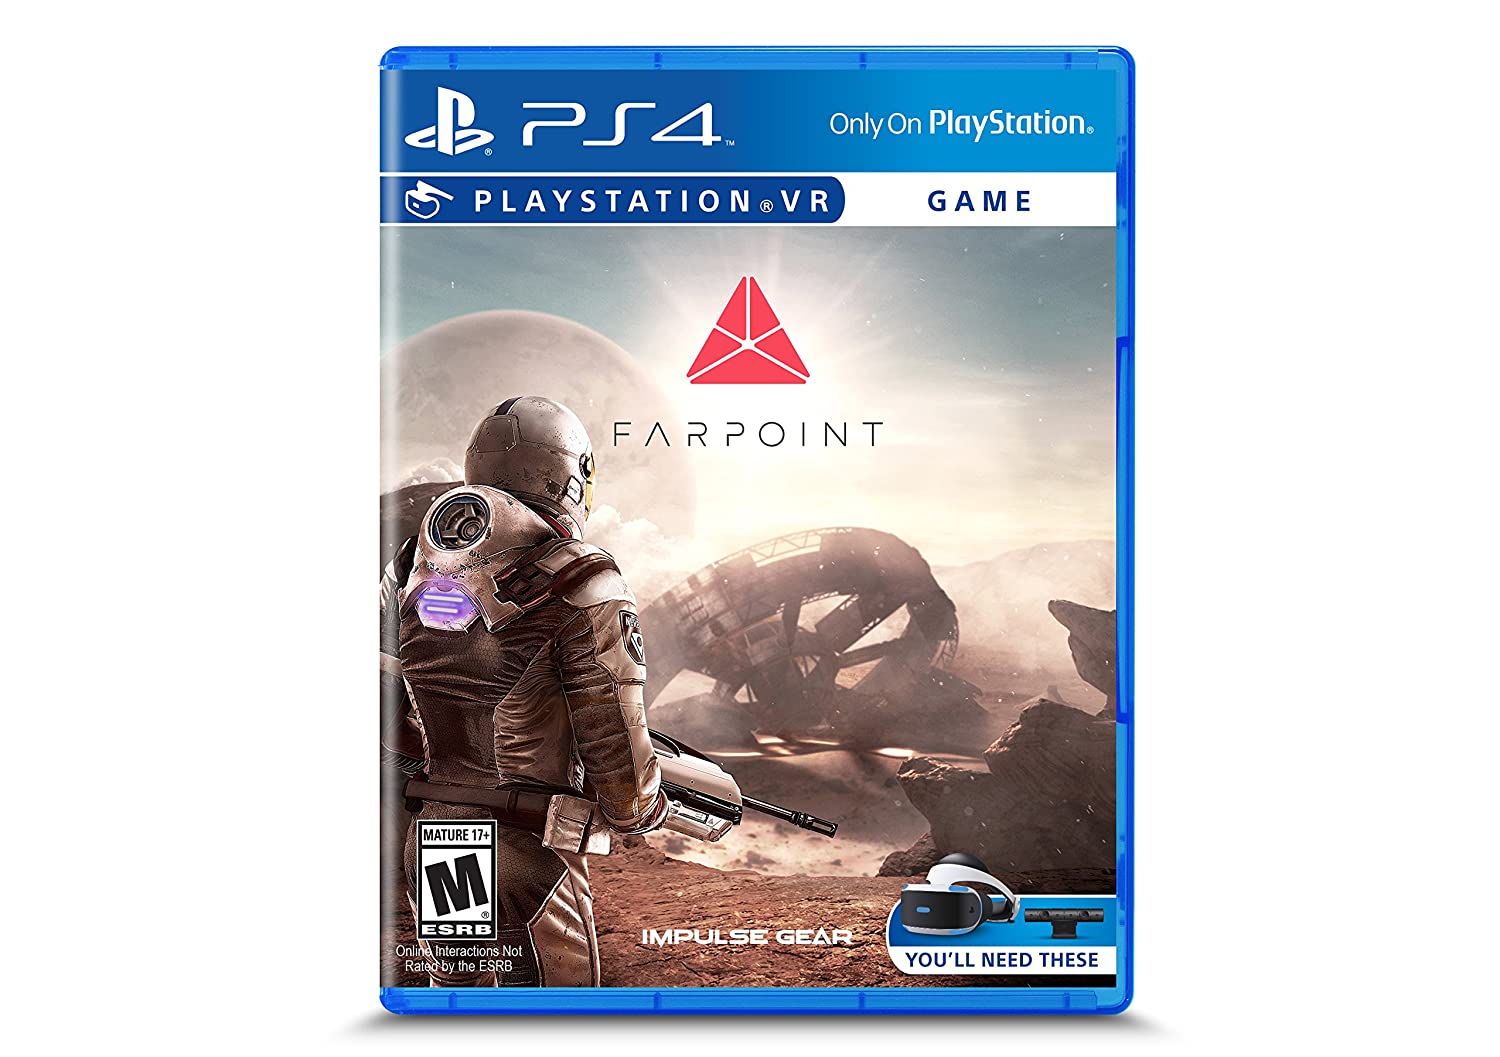 PS4™
Only On PlayStation®
PLAYSTATION®VR
GAME
FARPOINT
MATURE 17+
M
®
ESRB
Online Interactions Not
Rated by the ESRB
IMPULSE GEAR
YOU'LL NEED THESE